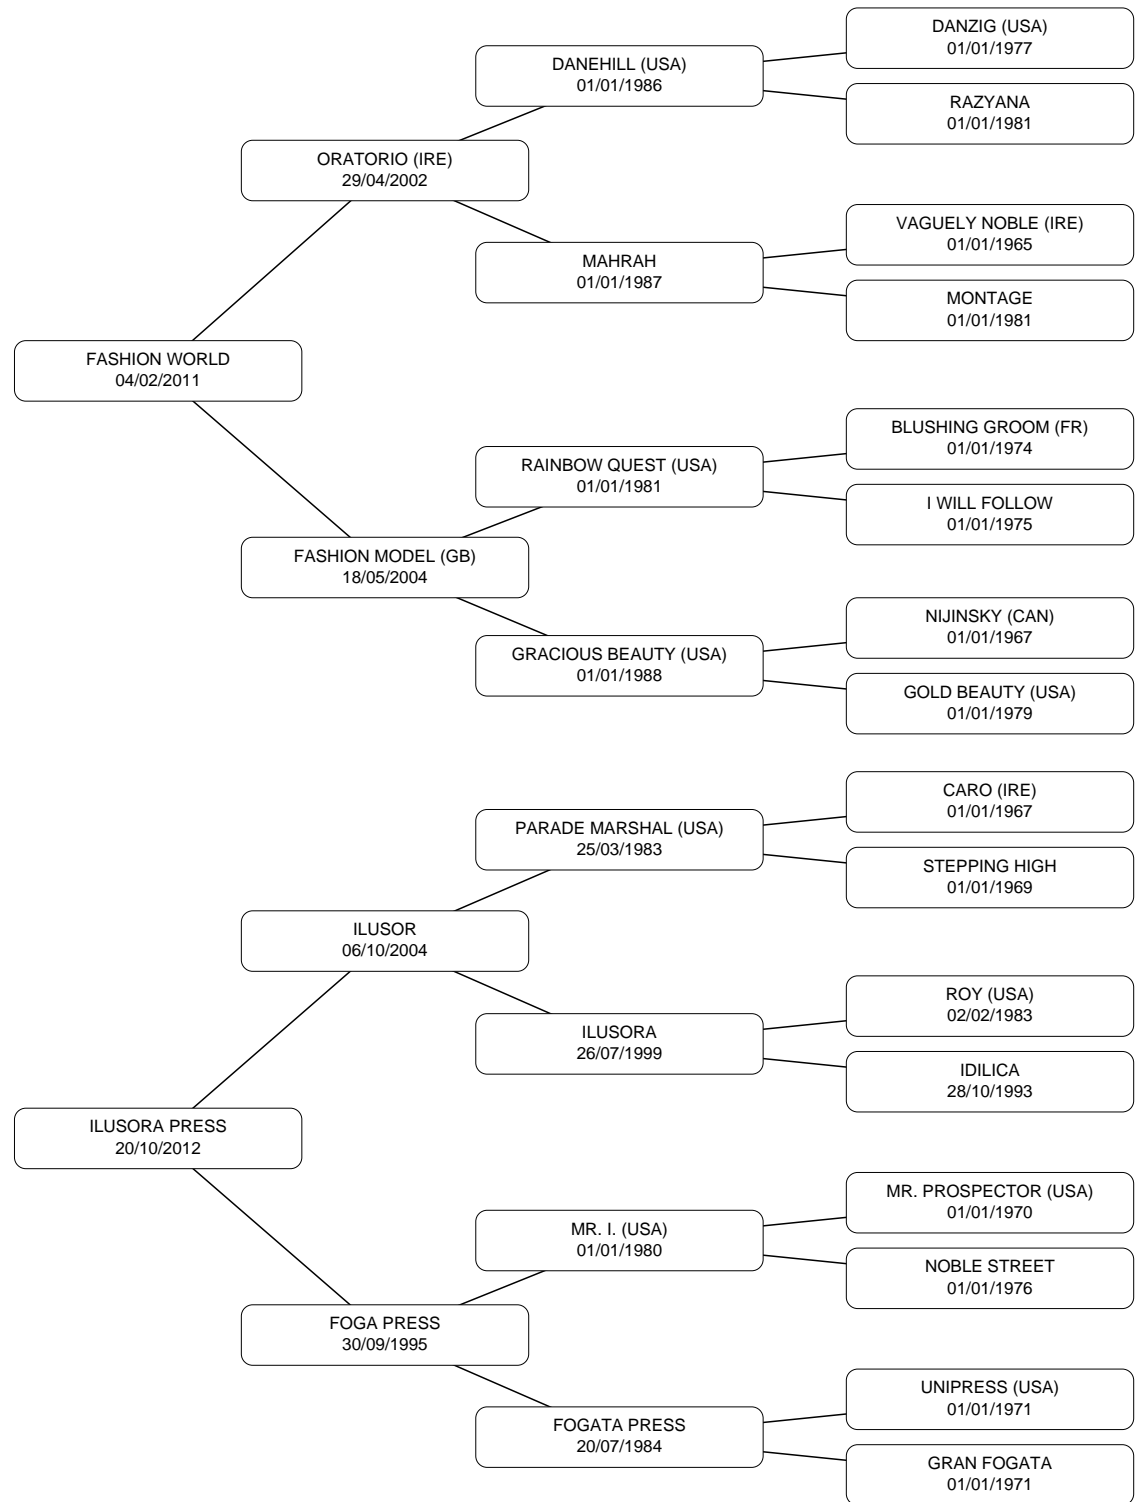 DANZIG (USA)
01/01/1977
DANEHILL (USA)
01/01/1986
RAZYANA
01/01/1981
ORATORIO (IRE)
29/04/2002
VAGUELY NOBLE (IRE)
01/01/1965
MAHRAH
01/01/1987
MONTAGE
01/01/1981
FASHION WORLD
04/02/2011
BLUSHING GROOM (FR)
01/01/1974
RAINBOW QUEST (USA)
01/01/1981
I WILL FOLLOW
01/01/1975
FASHION MODEL (GB)
18/05/2004
NIJINSKY (CAN)
01/01/1967
GRACIOUS BEAUTY (USA)
01/01/1988
GOLD BEAUTY (USA)
01/01/1979
CARO (IRE)
01/01/1967
PARADE MARSHAL (USA)
25/03/1983
STEPPING HIGH
01/01/1969
ILUSOR
06/10/2004
ROY (USA)
02/02/1983
ILUSORA
26/07/1999
IDILICA
28/10/1993
ILUSORA PRESS
20/10/2012
MR. PROSPECTOR (USA)
01/01/1970
MR. I. (USA)
01/01/1980
NOBLE STREET
01/01/1976
FOGA PRESS
30/09/1995
UNIPRESS (USA)
01/01/1971
FOGATA PRESS
20/07/1984
GRAN FOGATA
01/01/1971